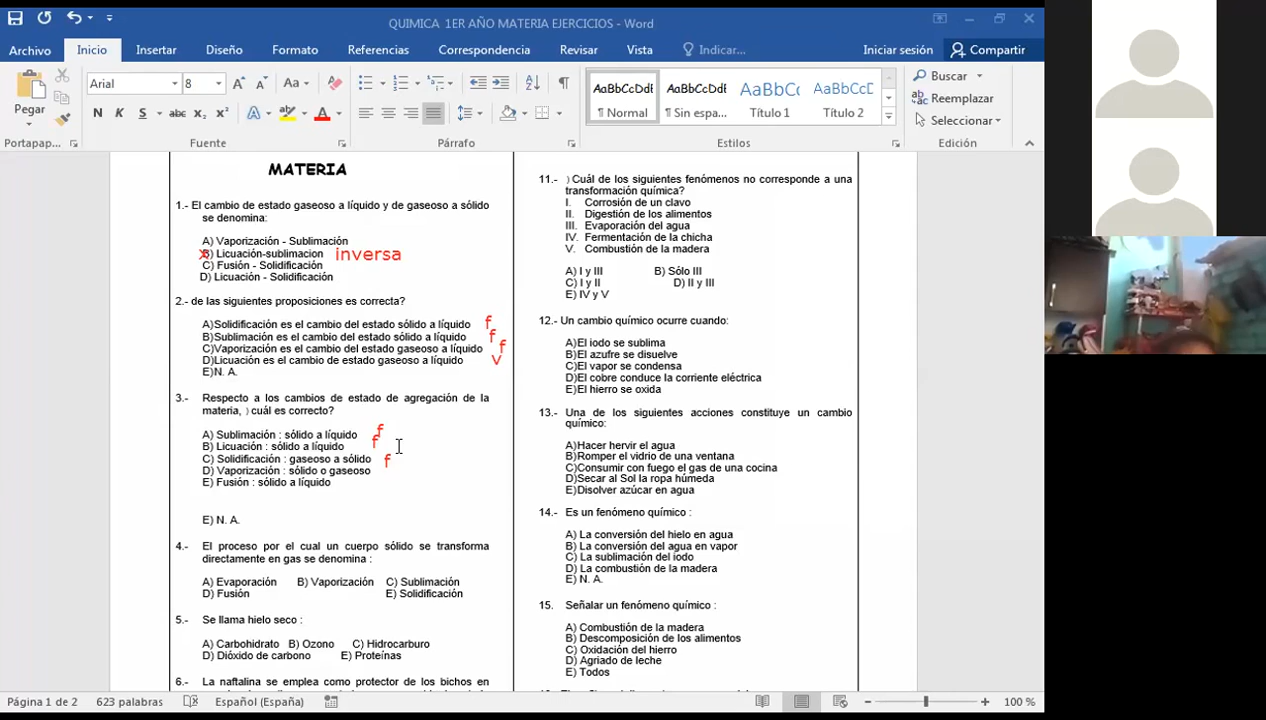 QUIMICA 1ER AÑO MATERIA EJERCICIOS - Word
Archivo Inicio Insertar Diseño Formato Referencias Correspondencia Revisar Vista Indicar... Iniciar sesión Compartir
Pegar
Arial 8
Aa
N K S abc x₂ x² A A
AaBbCcDdE AaBbCcDdE AaBbCc AaBbCcD
¶ Normal ¶ Sin espa... Título 1 Título 2
Buscar
Reemplazar
Seleccionar
Portapap... Fuente Párrafo Estilos Edición
MATERIA
1.- El cambio de estado gaseoso a líquido y de gaseoso a sólido
se denomina:
A) Vaporización - Sublimación
x B) Licuación-sublimacion inversa
C) Fusión - Solidificación
D) Licuación - Solidificación
2.- de las siguientes proposiciones es correcta?
A)Solidificación es el cambio del estado sólido a líquido f
B)Sublimación es el cambio del estado sólido a líquido f
C)Vaporización es el cambio del estado gaseoso a líquido f
D)Licuación es el cambio de estado gaseoso a líquido v
E)N. A.
3.- Respecto a los cambios de estado de agregación de la
materia, ) cuál es correcto?
A) Sublimación : sólido a líquido f
B) Licuación : sólido a líquido f
C) Solidificación : gaseoso a sólido f
D) Vaporización : sólido o gaseoso
E) Fusión : sólido a líquido
E) N. A.
4.- El proceso por el cual un cuerpo sólido se transforma
directamente en gas se denomina :
A) Evaporación B) Vaporización C) Sublimación
D) Fusión E) Solidificación
5.- Se llama hielo seco :
A) Carbohidrato B) Ozono C) Hidrocarburo
D) Dióxido de carbono E) Proteínas
6.- La naftalina se emplea como protector de los bichos en
11.- ) Cuál de los siguientes fenómenos no corresponde a una
transformación química?
I. Corrosión de un clavo
II. Digestión de los alimentos
III. Evaporación del agua
IV. Fermentación de la chicha
V. Combustión de la madera
A) I y III B) Sólo III
C) I y II D) II y III
E) IV y V
12.- Un cambio químico ocurre cuando:
A)El iodo se sublima
B)El azufre se disuelve
C)El vapor se condensa
D)El cobre conduce la corriente eléctrica
E)El hierro se oxida
13.- Una de los siguientes acciones constituye un cambio
químico:
A)Hacer hervir el agua
B)Romper el vidrio de una ventana
C)Consumir con fuego el gas de una cocina
D)Secar al Sol la ropa húmeda
E)Disolver azúcar en agua
14.- Es un fenómeno químico :
A) La conversión del hielo en agua
B) La conversión del agua en vapor
C) La sublimación del iodo
D) La combustión de la madera
E) N. A.
15. Señalar un fenómeno químico :
A) Combustión de la madera
B) Descomposición de los alimentos
C) Oxidación del hierro
D) Agriado de leche
E) Todos
Página 1 de 2 623 palabras Español (España) 100 %